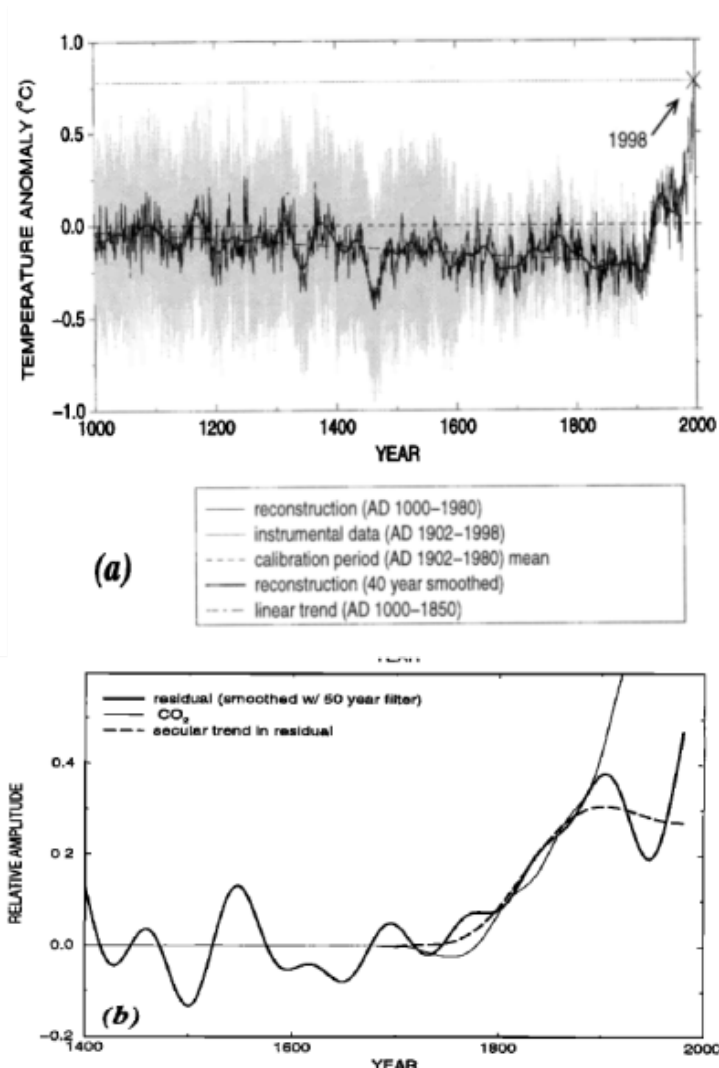 1.0
0.5
0.0
−0.5
−1.0
TEMPERATURE ANOMALY (°C)
1998
1000 1200 1400 1600 1800 2000
YEAR
reconstruction (AD 1000–1980)
instrumental data (AD 1902–1998)
calibration period (AD 1902–1980) mean
reconstruction (40 year smoothed)
linear trend (AD 1000–1850)
(a)
YEAR
residual (smoothed w/ 50 year filter)
CO₂
secular trend in residual
0.4
0.2
0.0
−0.2
RELATIVE AMPLITUDE
(b)
1400 1600 1800 2000
YEAR